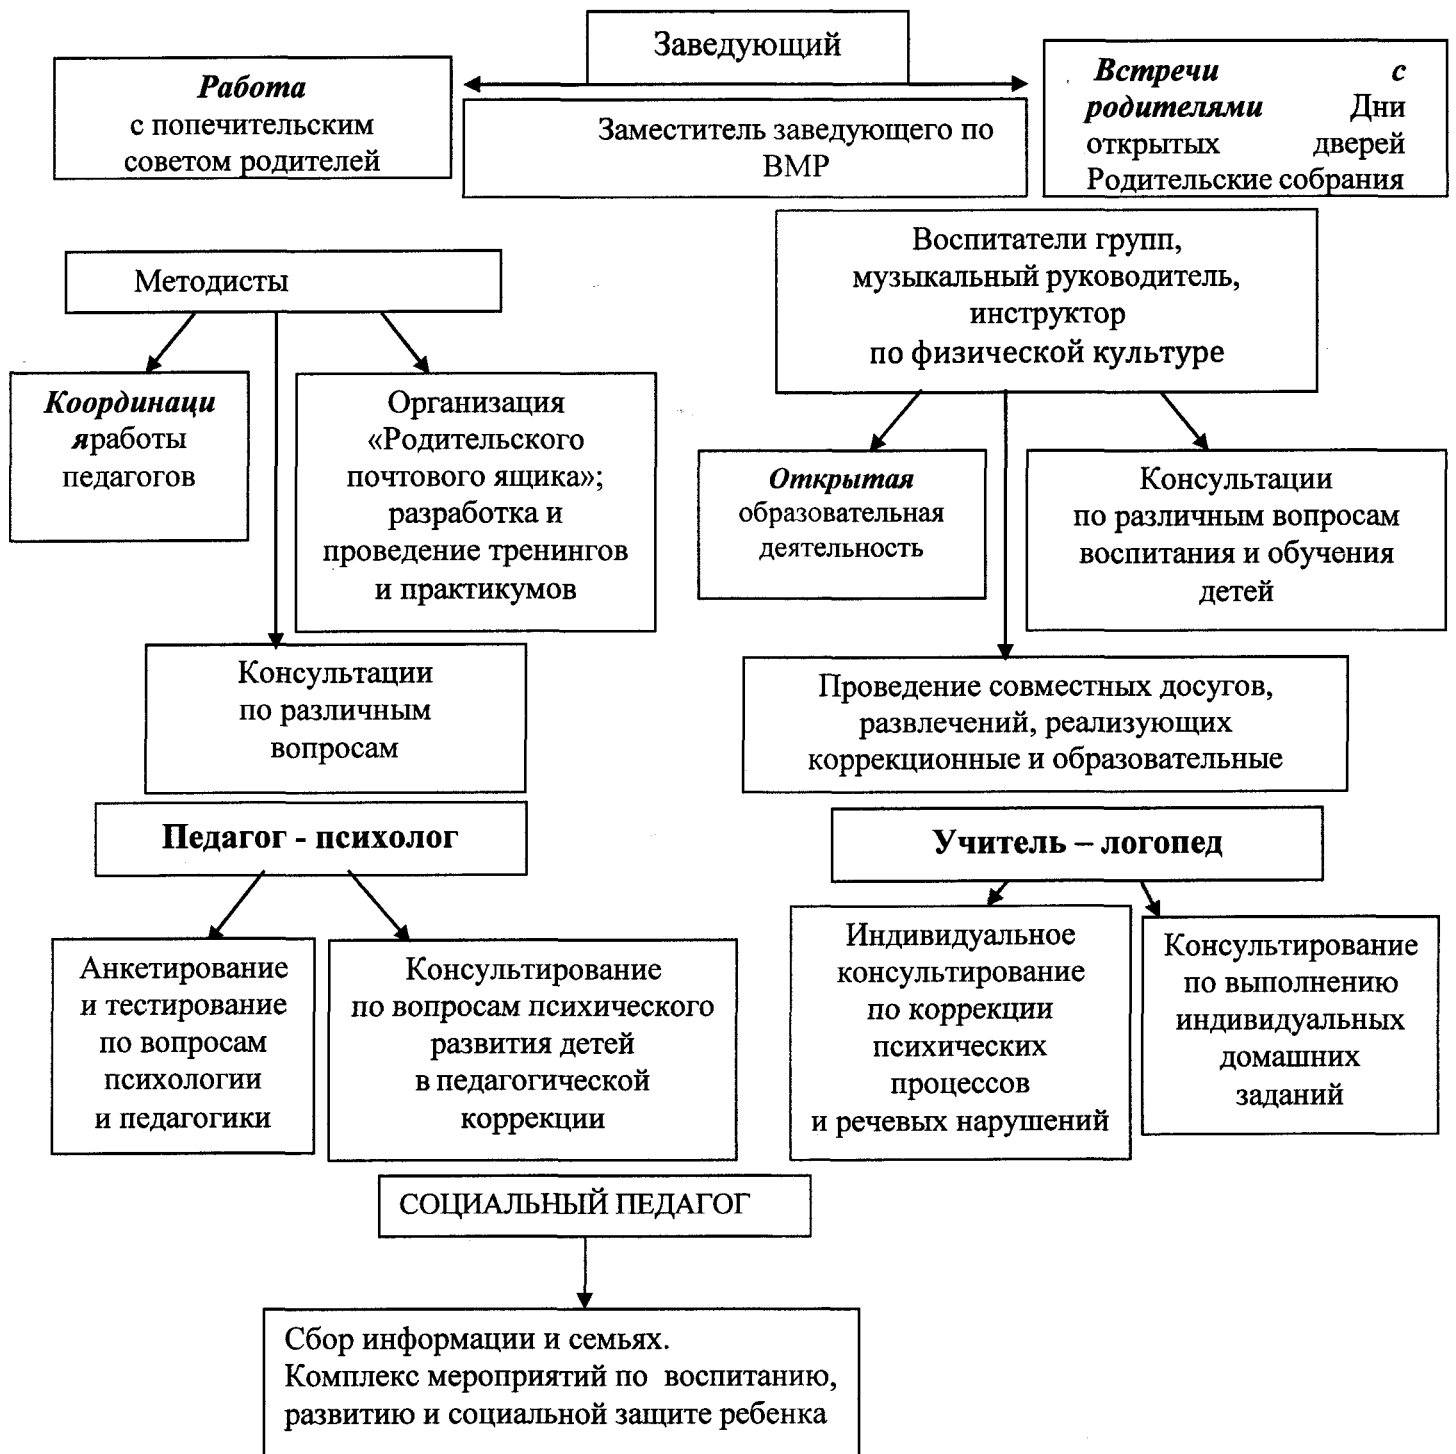 Заведующий
Работа
с попечительским
советом родителей
Заместитель заведующего по
ВМР
Встречи с
родителями Дни
открытых дверей
Родительские собрания
Методисты
Координаци
яработы
педагогов
Организация
«Родительского
почтового ящика»;
разработка и
проведение тренингов
и практикумов
Консультации
по различным
вопросам
Воспитатели групп,
музыкальный руководитель,
инструктор
по физической культуре
Открытая
образовательная
деятельность
Консультации
по различным вопросам
воспитания и обучения
детей
Проведение совместных досугов,
развлечений, реализующих
коррекционные и образовательные
Педагог - психолог
Анкетирование
и тестирование
по вопросам
психологии
и педагогики
Консультирование
по вопросам психического
развития детей
в педагогической
коррекции
Учитель – логопед
Индивидуальное
консультирование
по коррекции
психических
процессов
и речевых нарушений
Консультирование
по выполнению
индивидуальных
домашних
заданий
СОЦИАЛЬНЫЙ ПЕДАГОГ
Сбор информации и семьях.
Комплекс мероприятий по воспитанию,
развитию и социальной защите ребенка